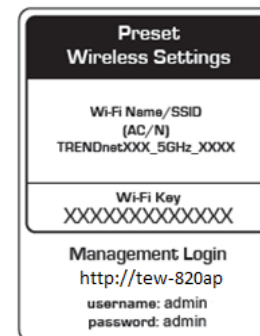 Preset
Wireless Settings
Wi-Fi Name/SSID
(AC/N)
TRENDnetXXX_5GHz_XXXX
Wi-Fi Key
XXXXXXXXXXXXX
Management Login
http://tew-820ap
username: admin
password: admin